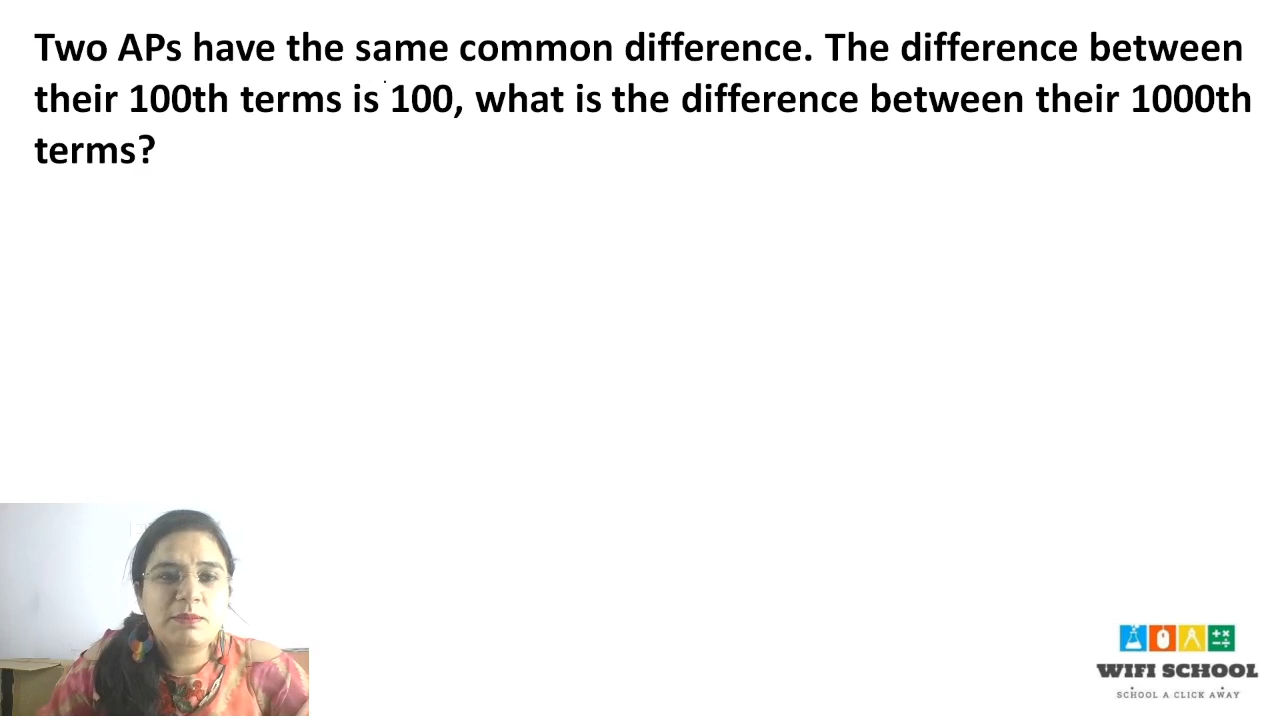 Two APs have the same common difference. The difference between
their 100th terms is 100, what is the difference between their 1000th
terms?
WIFI SCHOOL
SCHOOL A CLICK AWAY